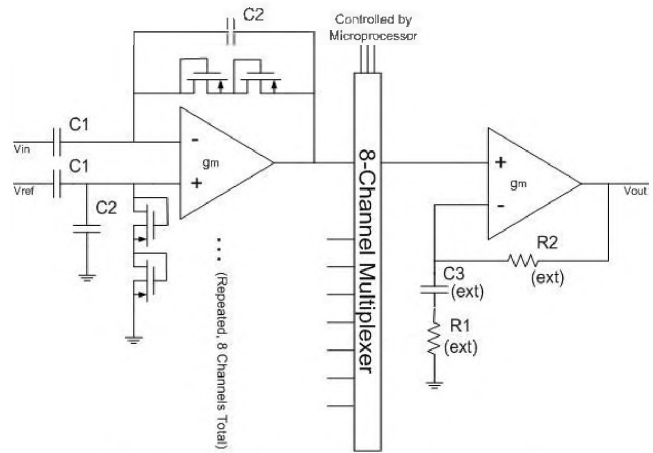 C2
Controlled by
Microprocessor
C1
Vin
-
gm
C1
Vref
+
C2
8-Channel Multiplexer
+
gm
-
Vout
R2
(ext)
C3
(ext)
R1
(ext)
...
(Repeated, 8 Channels Total)